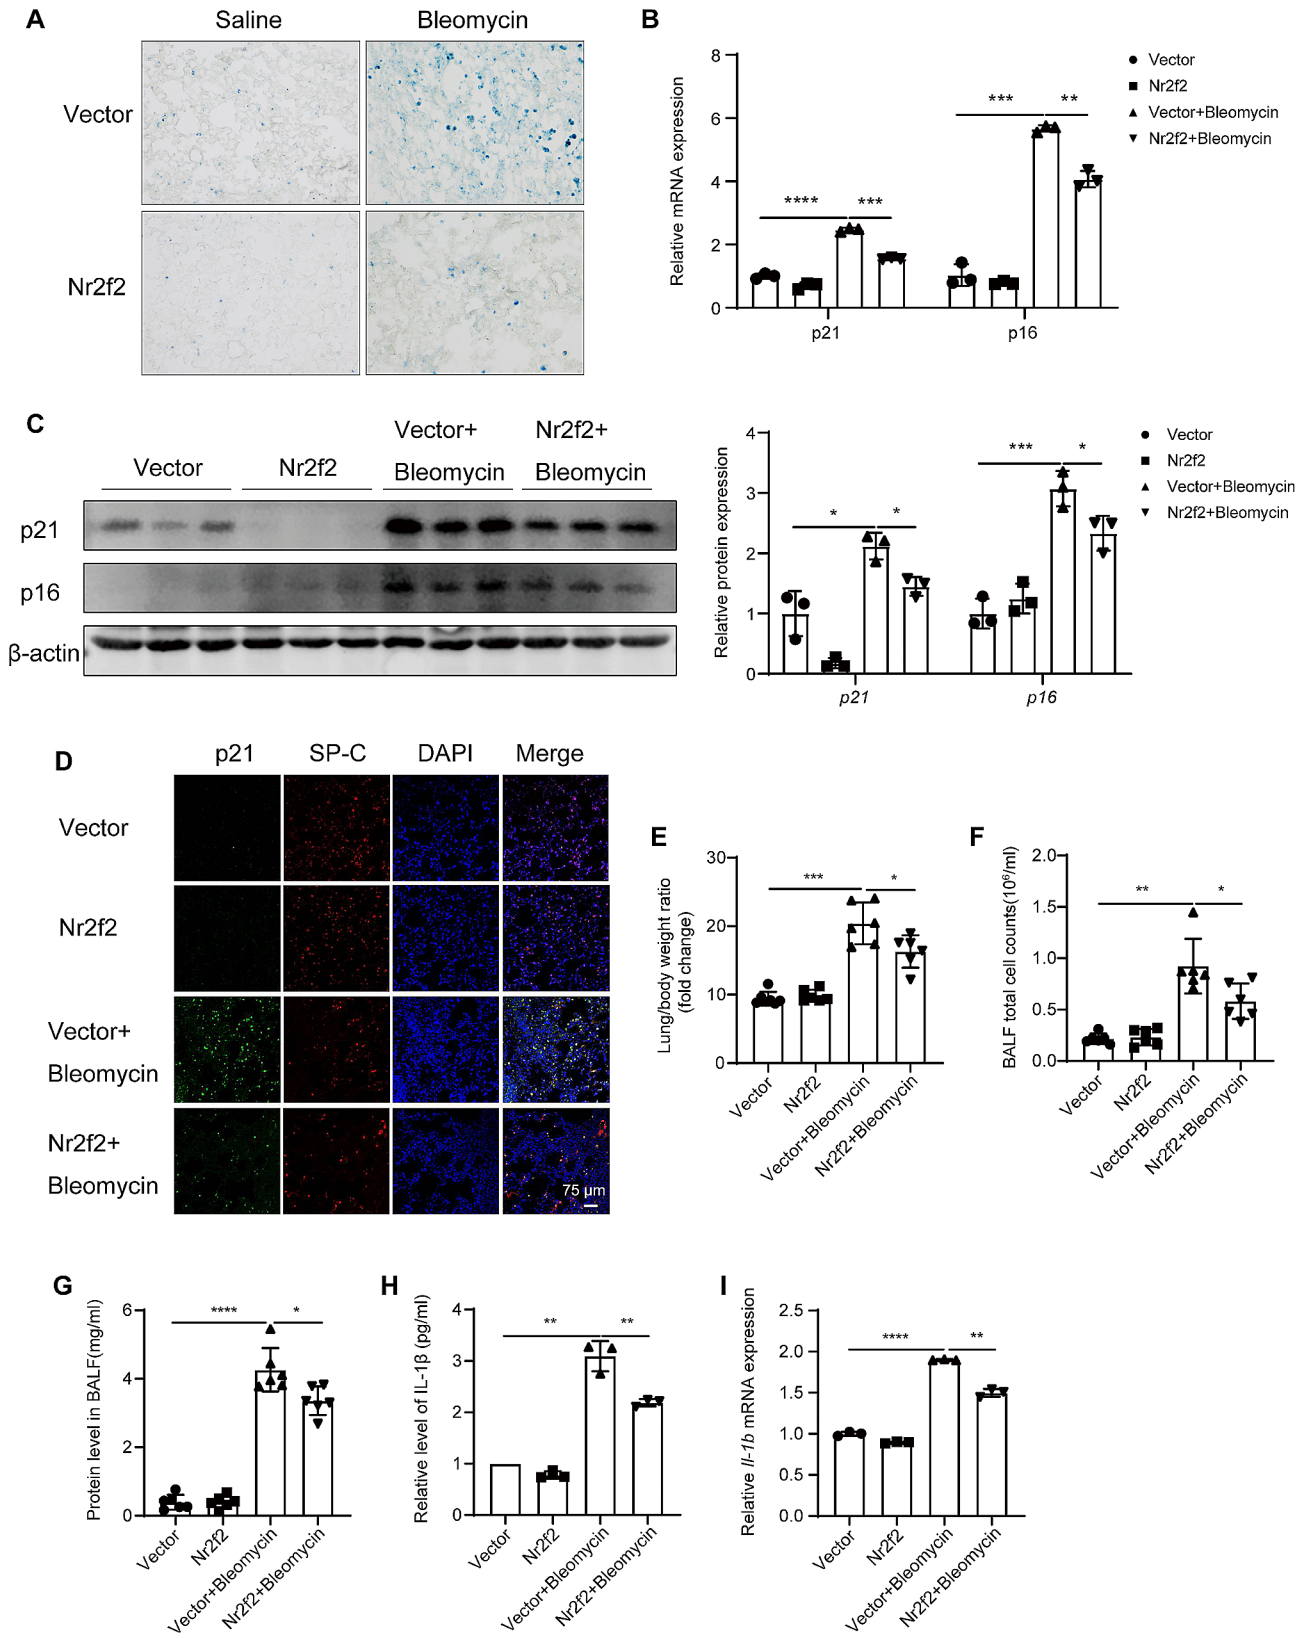 A
Saline
Bleomycin
Vector
Nr2f2
B
Relative mRNA expression
8
6
4
2
0
****
***
***
**
p21
p16
Vector
Nr2f2
Vector+Bleomycin
Nr2f2+Bleomycin
C
Vector
Nr2f2
Vector+
Bleomycin
Nr2f2+
Bleomycin
p21
p16
β-actin
Relative protein expression
4
3
2
1
0
*
*
***
*
p21
p16
Vector
Nr2f2
Vector+Bleomycin
Nr2f2+Bleomycin
D
p21
SP-C
DAPI
Merge
Vector
Nr2f2
Vector+
Bleomycin
Nr2f2+
Bleomycin
75 μm
E
Lung/body weight ratio
(fold change)
30
20
10
0
***
*
Vector
Nr2f2
Vector+Bleomycin
Nr2f2+Bleomycin
F
BALF total cell counts(10⁶/ml)
2.0
1.5
1.0
0.5
0.0
**
*
Vector
Nr2f2
Vector+Bleomycin
Nr2f2+Bleomycin
G
Protein level in BALF(mg/ml)
6
4
2
0
****
*
Vector
Nr2f2
Vector+Bleomycin
Nr2f2+Bleomycin
H
Relative level of IL-1β (pg/ml)
4
3
2
1
0
**
**
Vector
Nr2f2
Vector+Bleomycin
Nr2f2+Bleomycin
I
Relative Il-1b mRNA expression
2.5
2.0
1.5
1.0
0.5
0.0
****
**
Vector
Nr2f2
Vector+Bleomycin
Nr2f2+Bleomycin